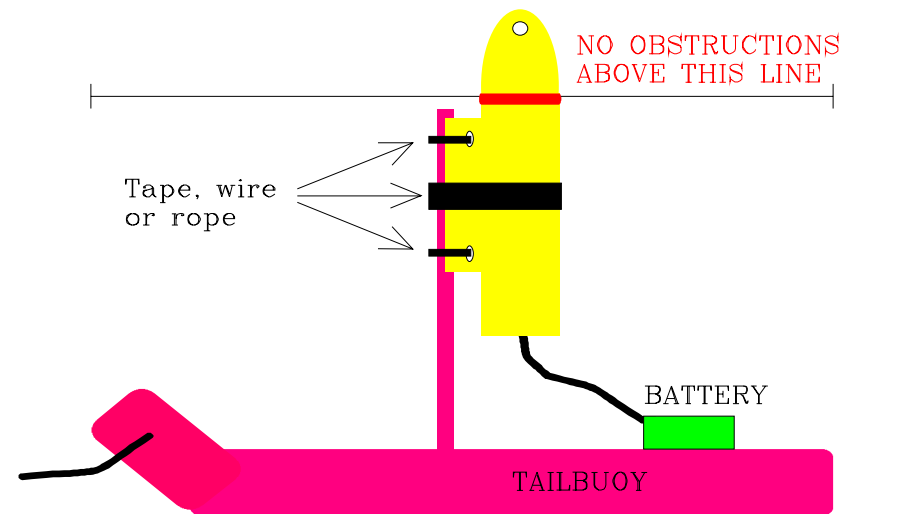 NO OBSTRUCTIONS
ABOVE THIS LINE
Tape, wire
or rope
BATTERY
TAILBUOY